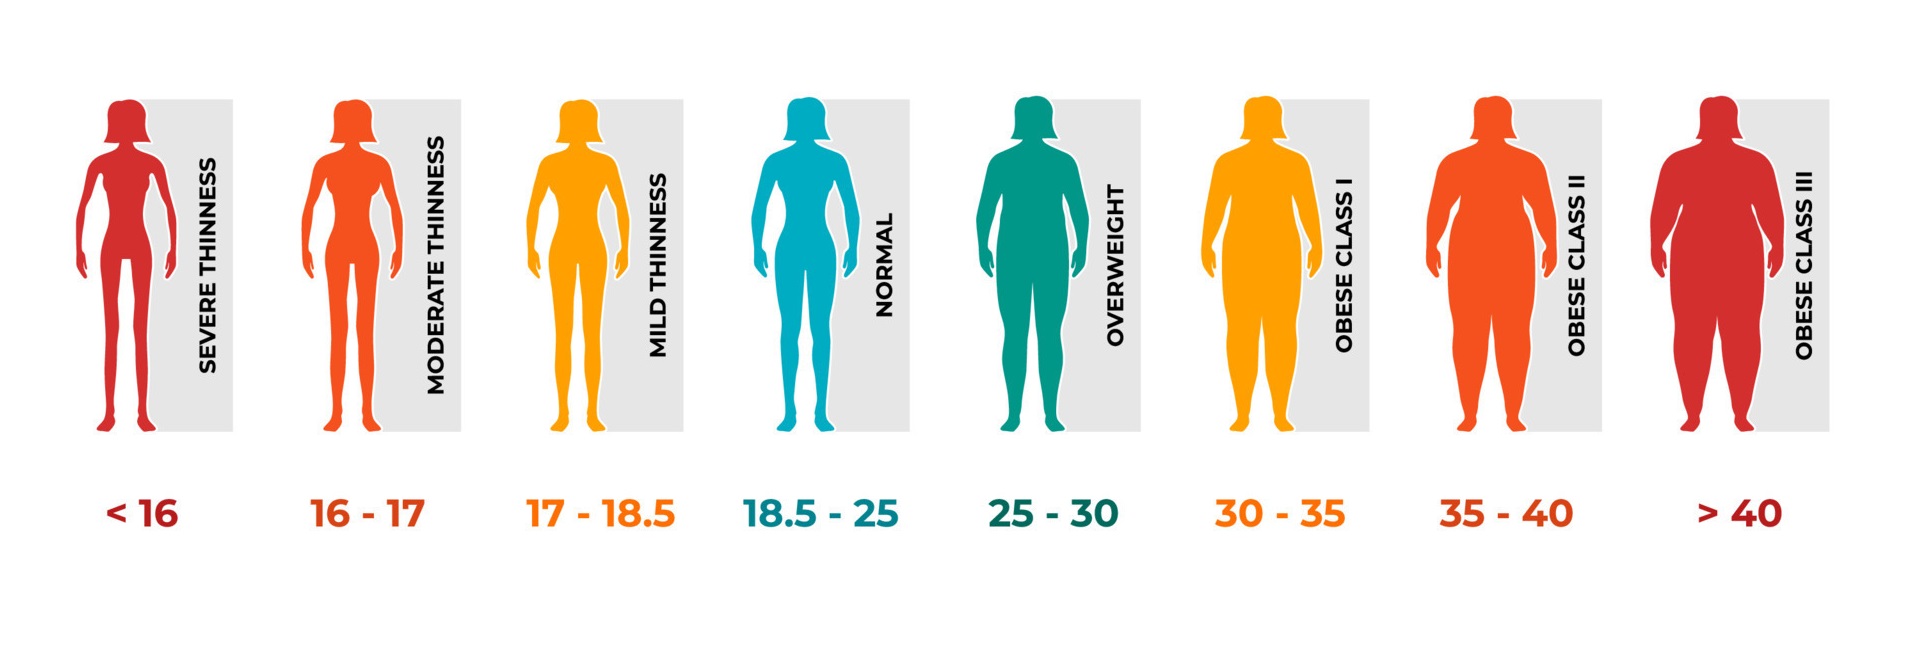 SEVERE THINNESS
MODERATE THINNESS
MILD THINNESS
NORMAL
OVERWEIGHT
OBESE CLASS I
OBESE CLASS II
OBESE CLASS III
< 16
16 - 17
17 - 18.5
18.5 - 25
25 - 30
30 - 35
35 - 40
> 40